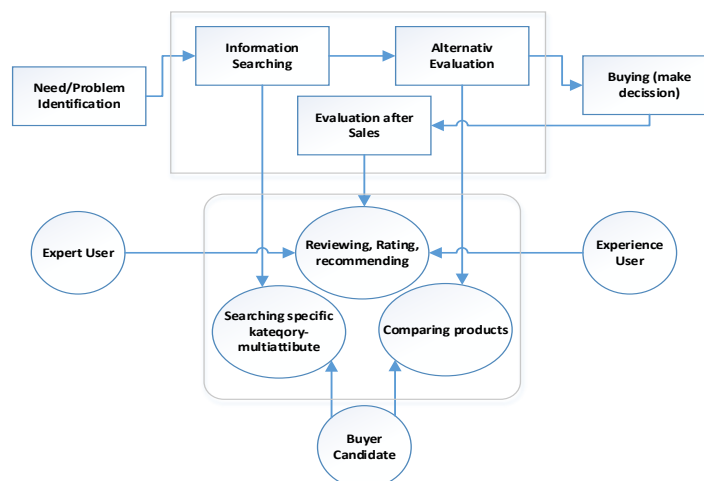 Information
Searching
Alternativ
Evaluation
Need/Problem
Identification
Buying (make
decission)
Evaluation after
Sales
Expert User
Reviewing, Rating,
recommending
Experience
User
Searching specific
kateqory-
multiattibute
Comparing products
Buyer
Candidate